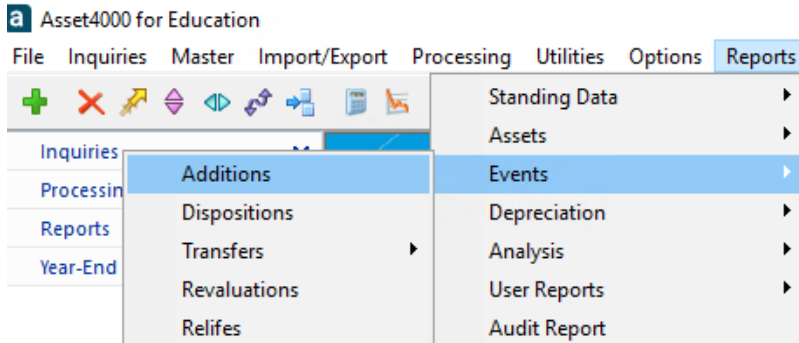 a Asset4000 for Education
File Inquiries Master Import/Export Processing Utilities Options Reports
Standing Data
Assets
Inquiries
Additions Events
Dispositions Depreciation
Reports
Transfers Analysis
Year-End
Revaluations User Reports
Relifes Audit Report